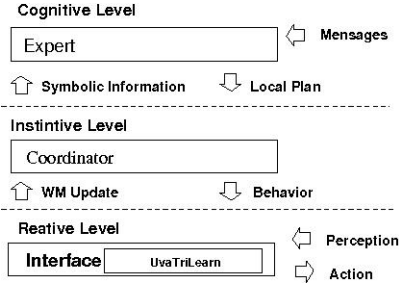 Cognitive Level
Expert
Mensages
Symbolic Information
Local Plan
Instintive Level
Coordinator
WM Update
Behavior
Reative Level
Interface
UvaTriLearn
Perception
Action